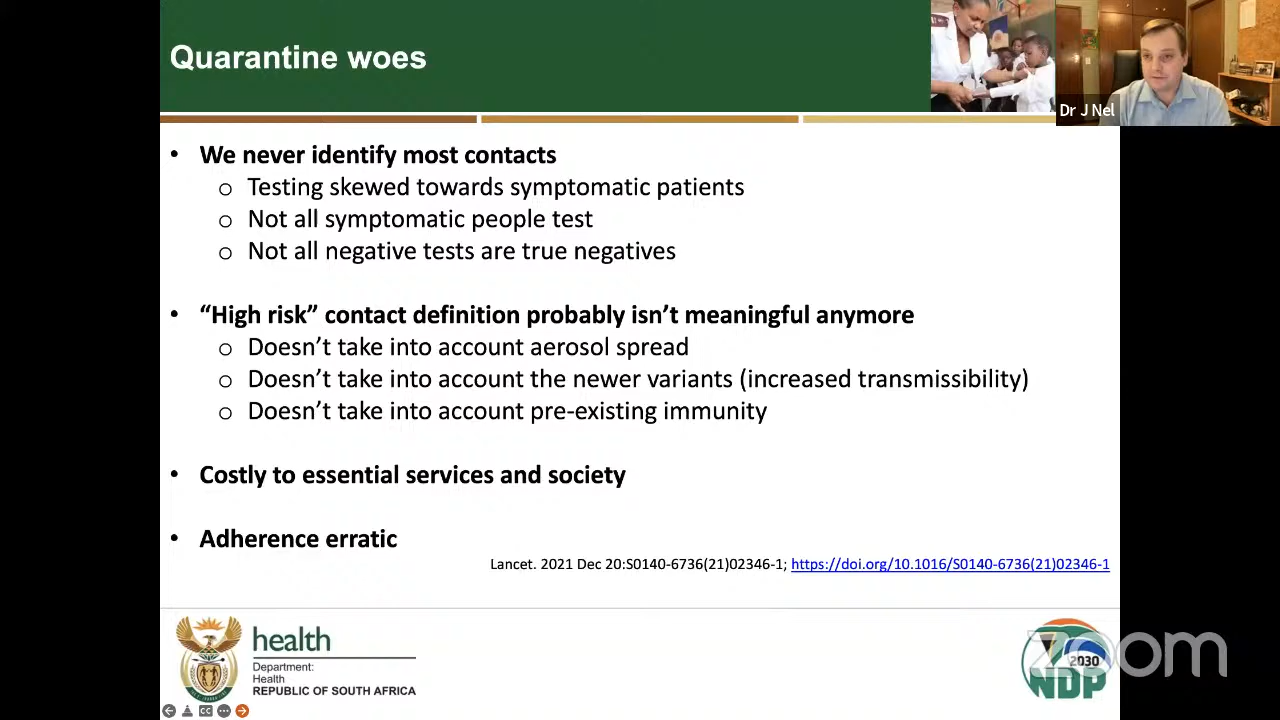 Quarantine woes
Dr J Nel
• We never identify most contacts
o Testing skewed towards symptomatic patients
o Not all symptomatic people test
o Not all negative tests are true negatives
• “High risk” contact definition probably isn’t meaningful anymore
o Doesn’t take into account aerosol spread
o Doesn’t take into account the newer variants (increased transmissibility)
o Doesn’t take into account pre-existing immunity
• Costly to essential services and society
• Adherence erratic
Lancet. 2021 Dec 20:S0140-6736(21)02346-1; https://doi.org/10.1016/S0140-6736(21)02346-1
health
Department:
Health
REPUBLIC OF SOUTH AFRICA
2030
NDP
zoom
CC